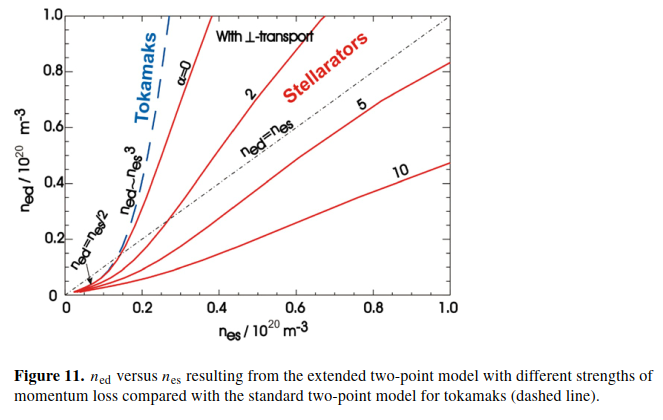 1.0
0.8
0.6
0.4
0.2
0
n_ed / 10^20 m^-3
0
0.2
0.4
0.6
0.8
1.0
n_es / 10^20 m^-3
Tokamaks
With ⊥-transport
Stellarators
α=0
2
5
10
n_ed=n_es
n_ed~n_es^3
n_ed=n_es/2
Figure 11. n_ed versus n_es resulting from the extended two-point model with different strengths of
momentum loss compared with the standard two-point model for tokamaks (dashed line).